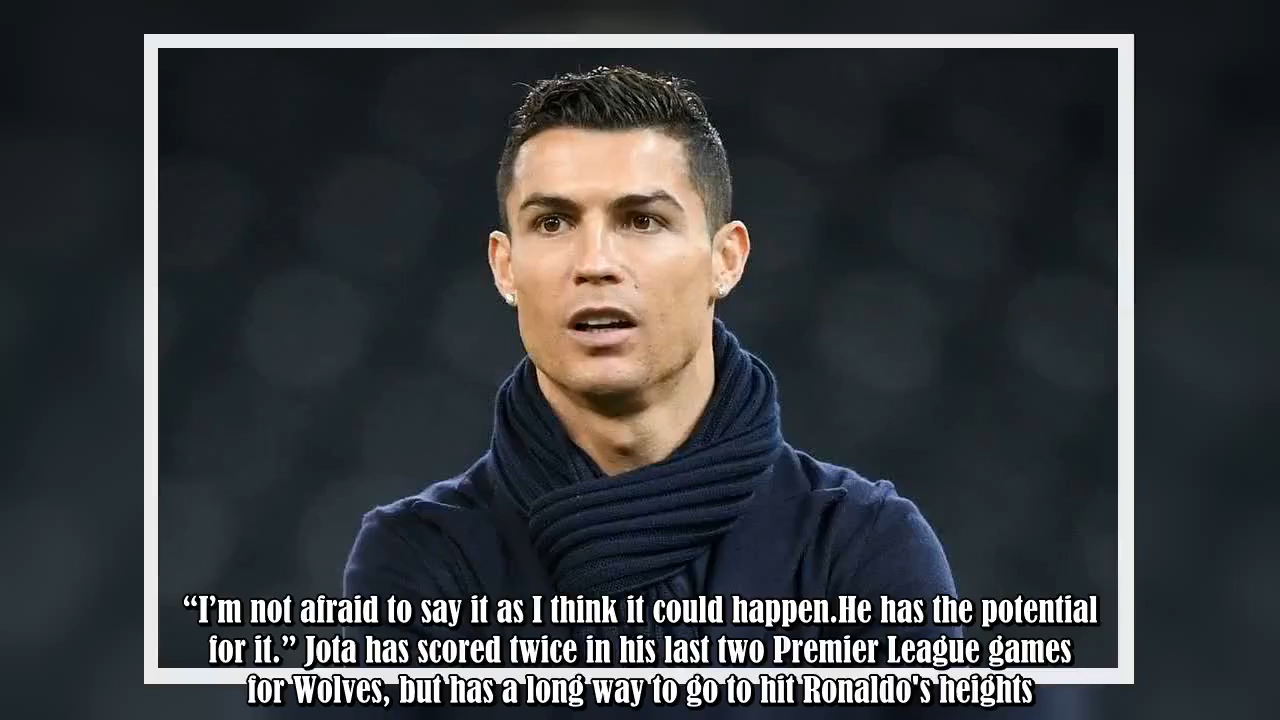 “I’m not afraid to say it as I think it could happen.He has the potential
for it.” Jota has scored twice in his last two Premier League games
for Wolves, but has a long way to go to hit Ronaldo's heights